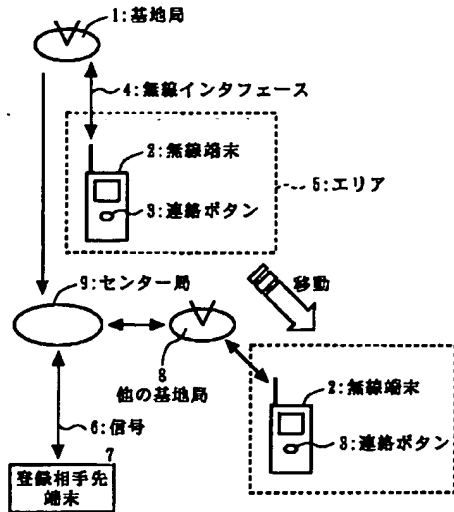 1:基地局
4:無線インタフェース
2:無線端末
3:連絡ボタン
5:エリア
9:センター局
移動
8
他の基地局
2:無線端末
3:連絡ボタン
6:信号
7
登録相手先
端末